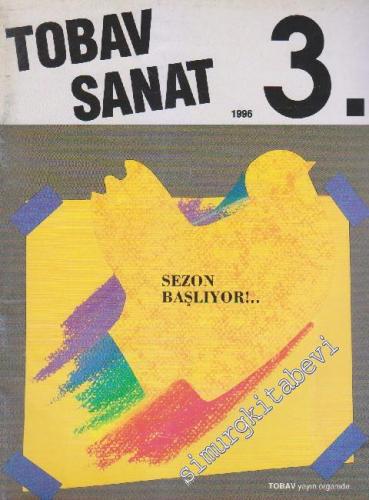 TOBAV
SANAT
1996
3.
SEZON
BAŞLIYOR!..
simurgkitabevi
TOBAV yayın organıdır.